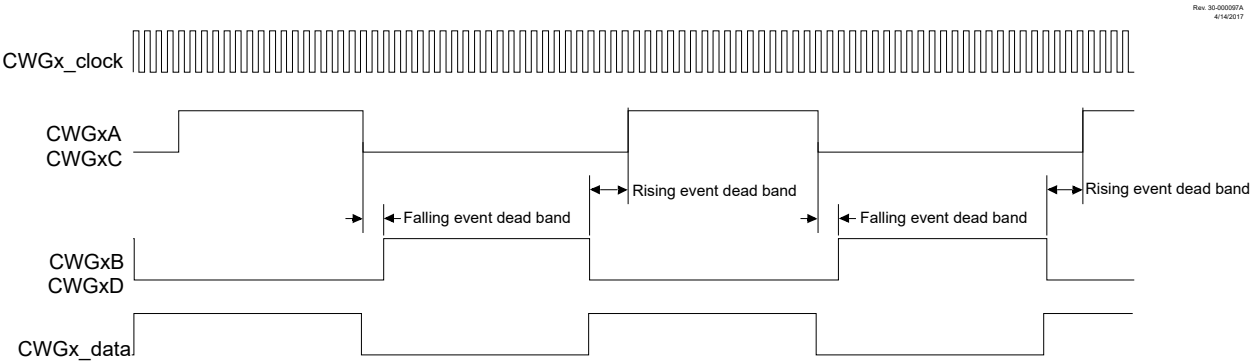 Rev. 30-000097A
4/14/2017
CWGx_clock
CWGxA
CWGxC
Rising event dead band
Rising event dead band
Falling event dead band
Falling event dead band
CWGxB
CWGxD
CWGx_data